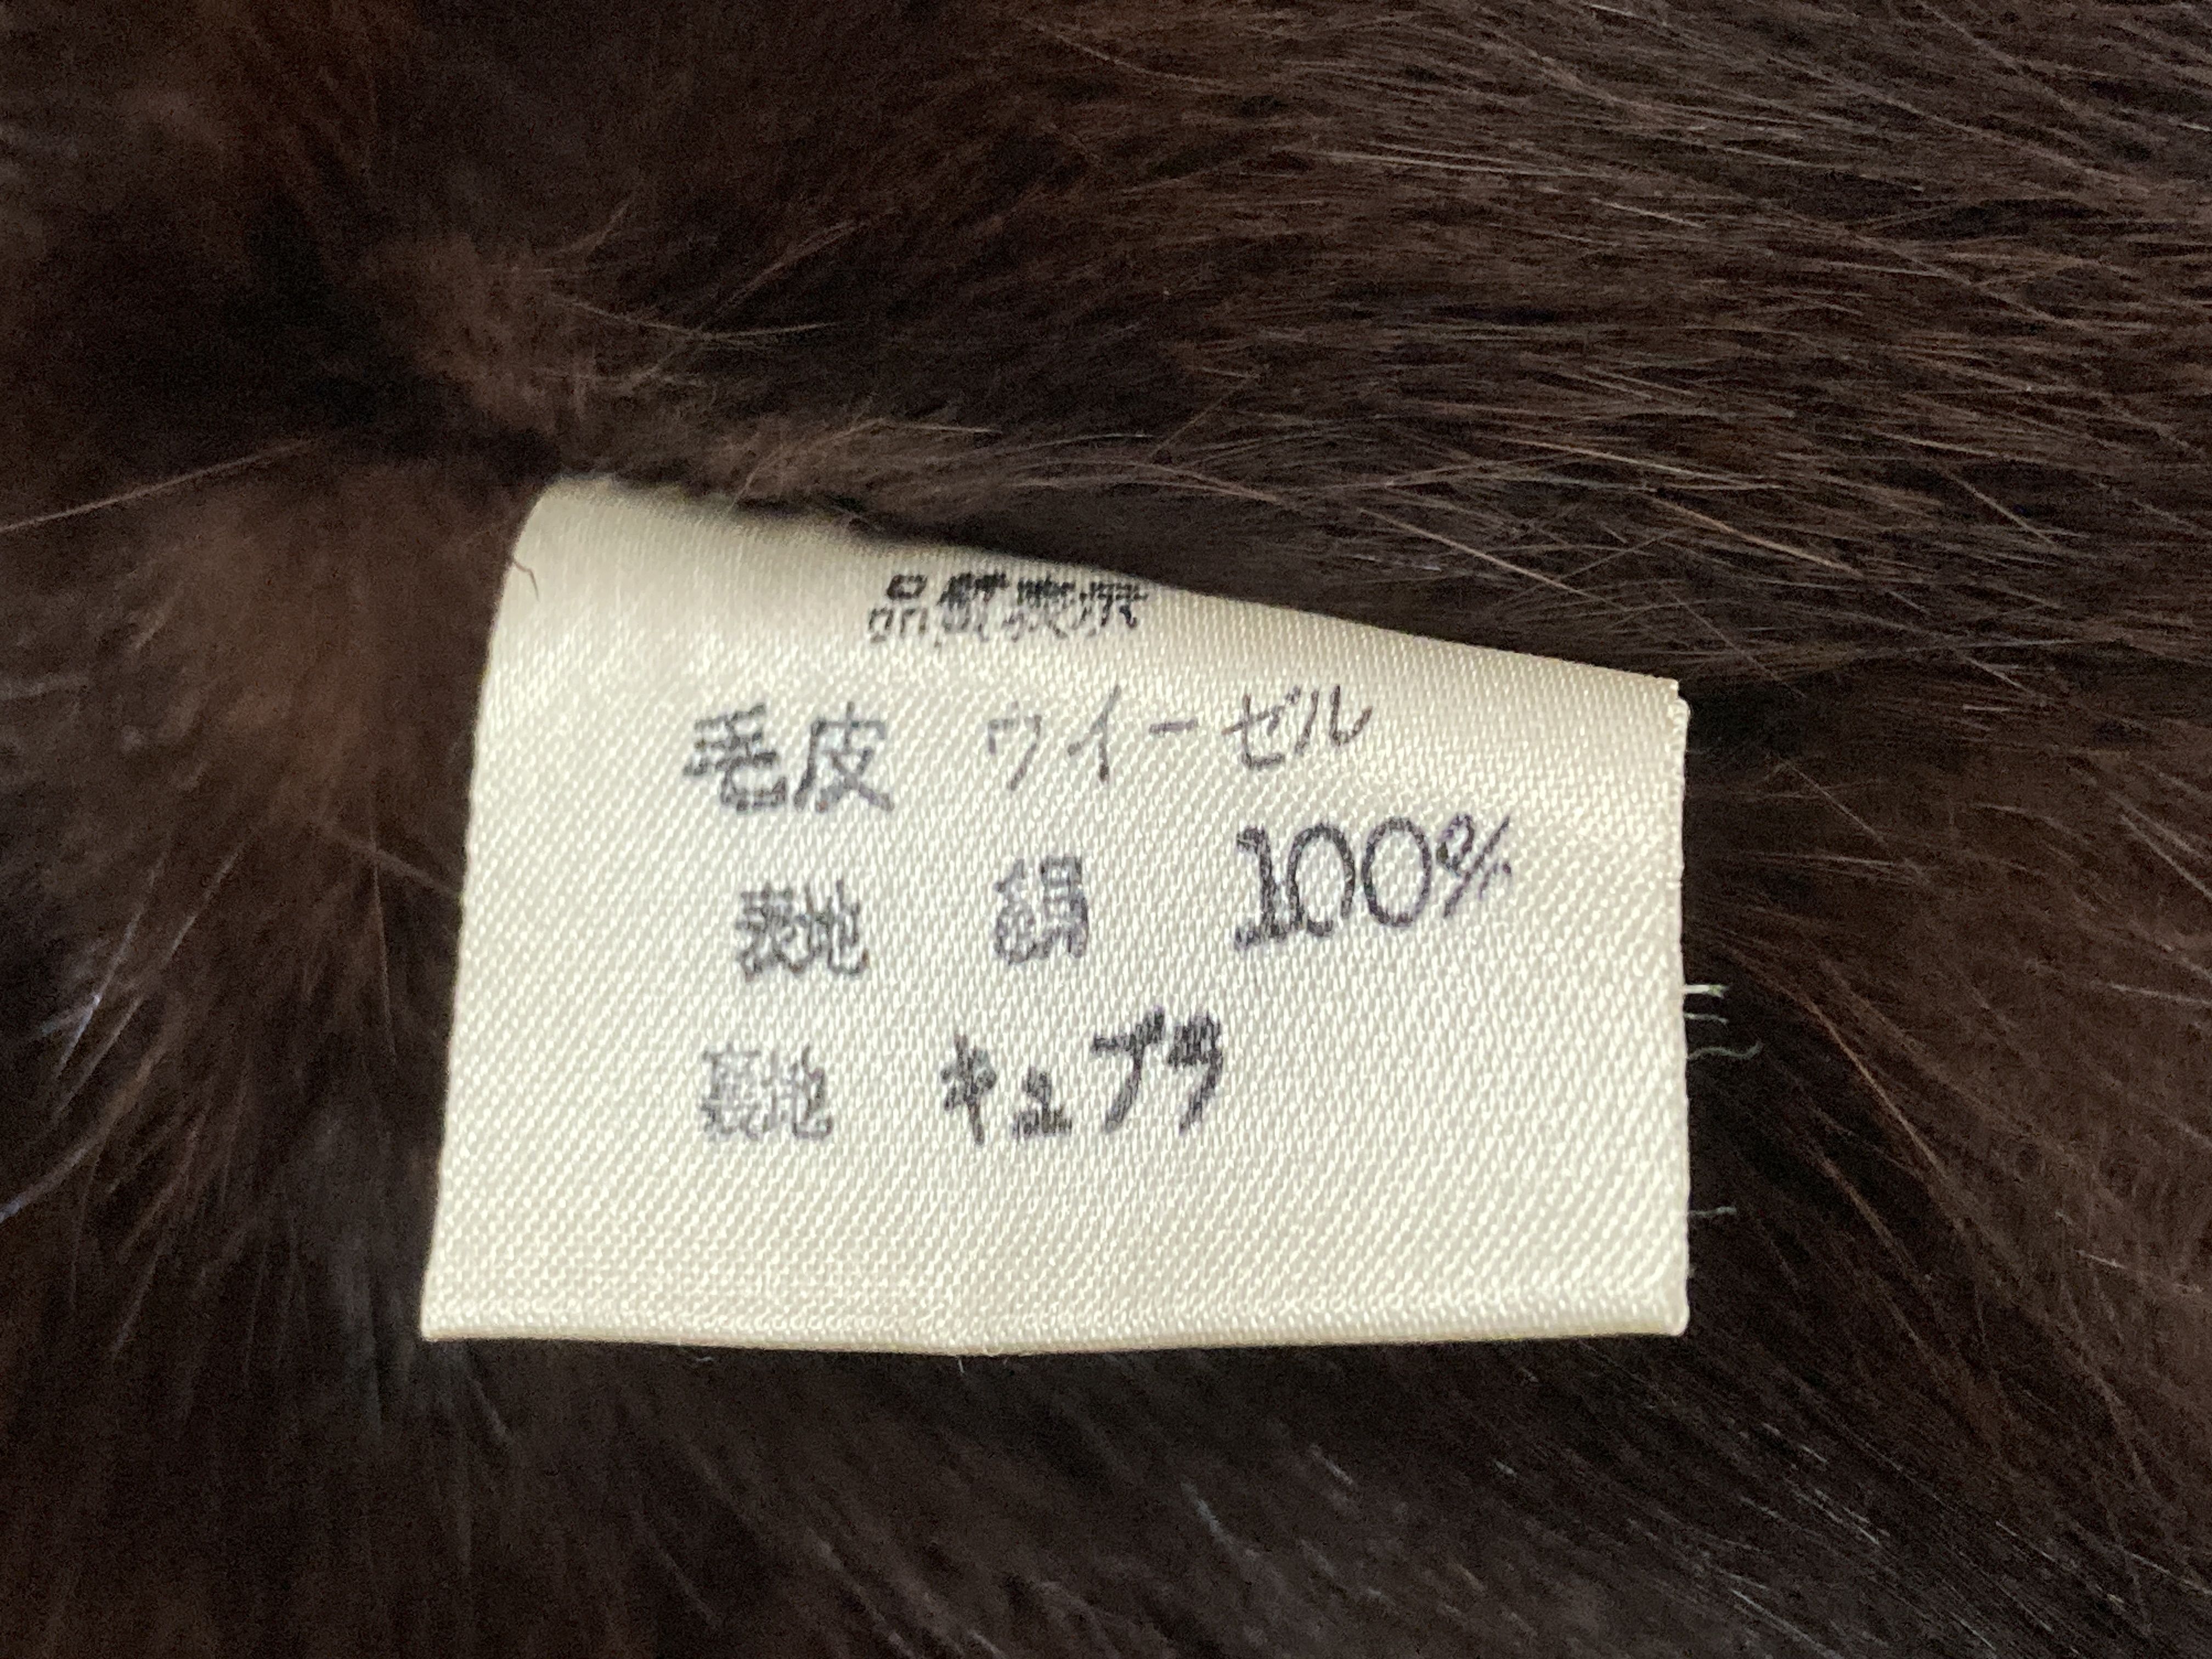 品質表示
毛皮 ウイーゼル
表地 絹 100%
裏地 キュプラ